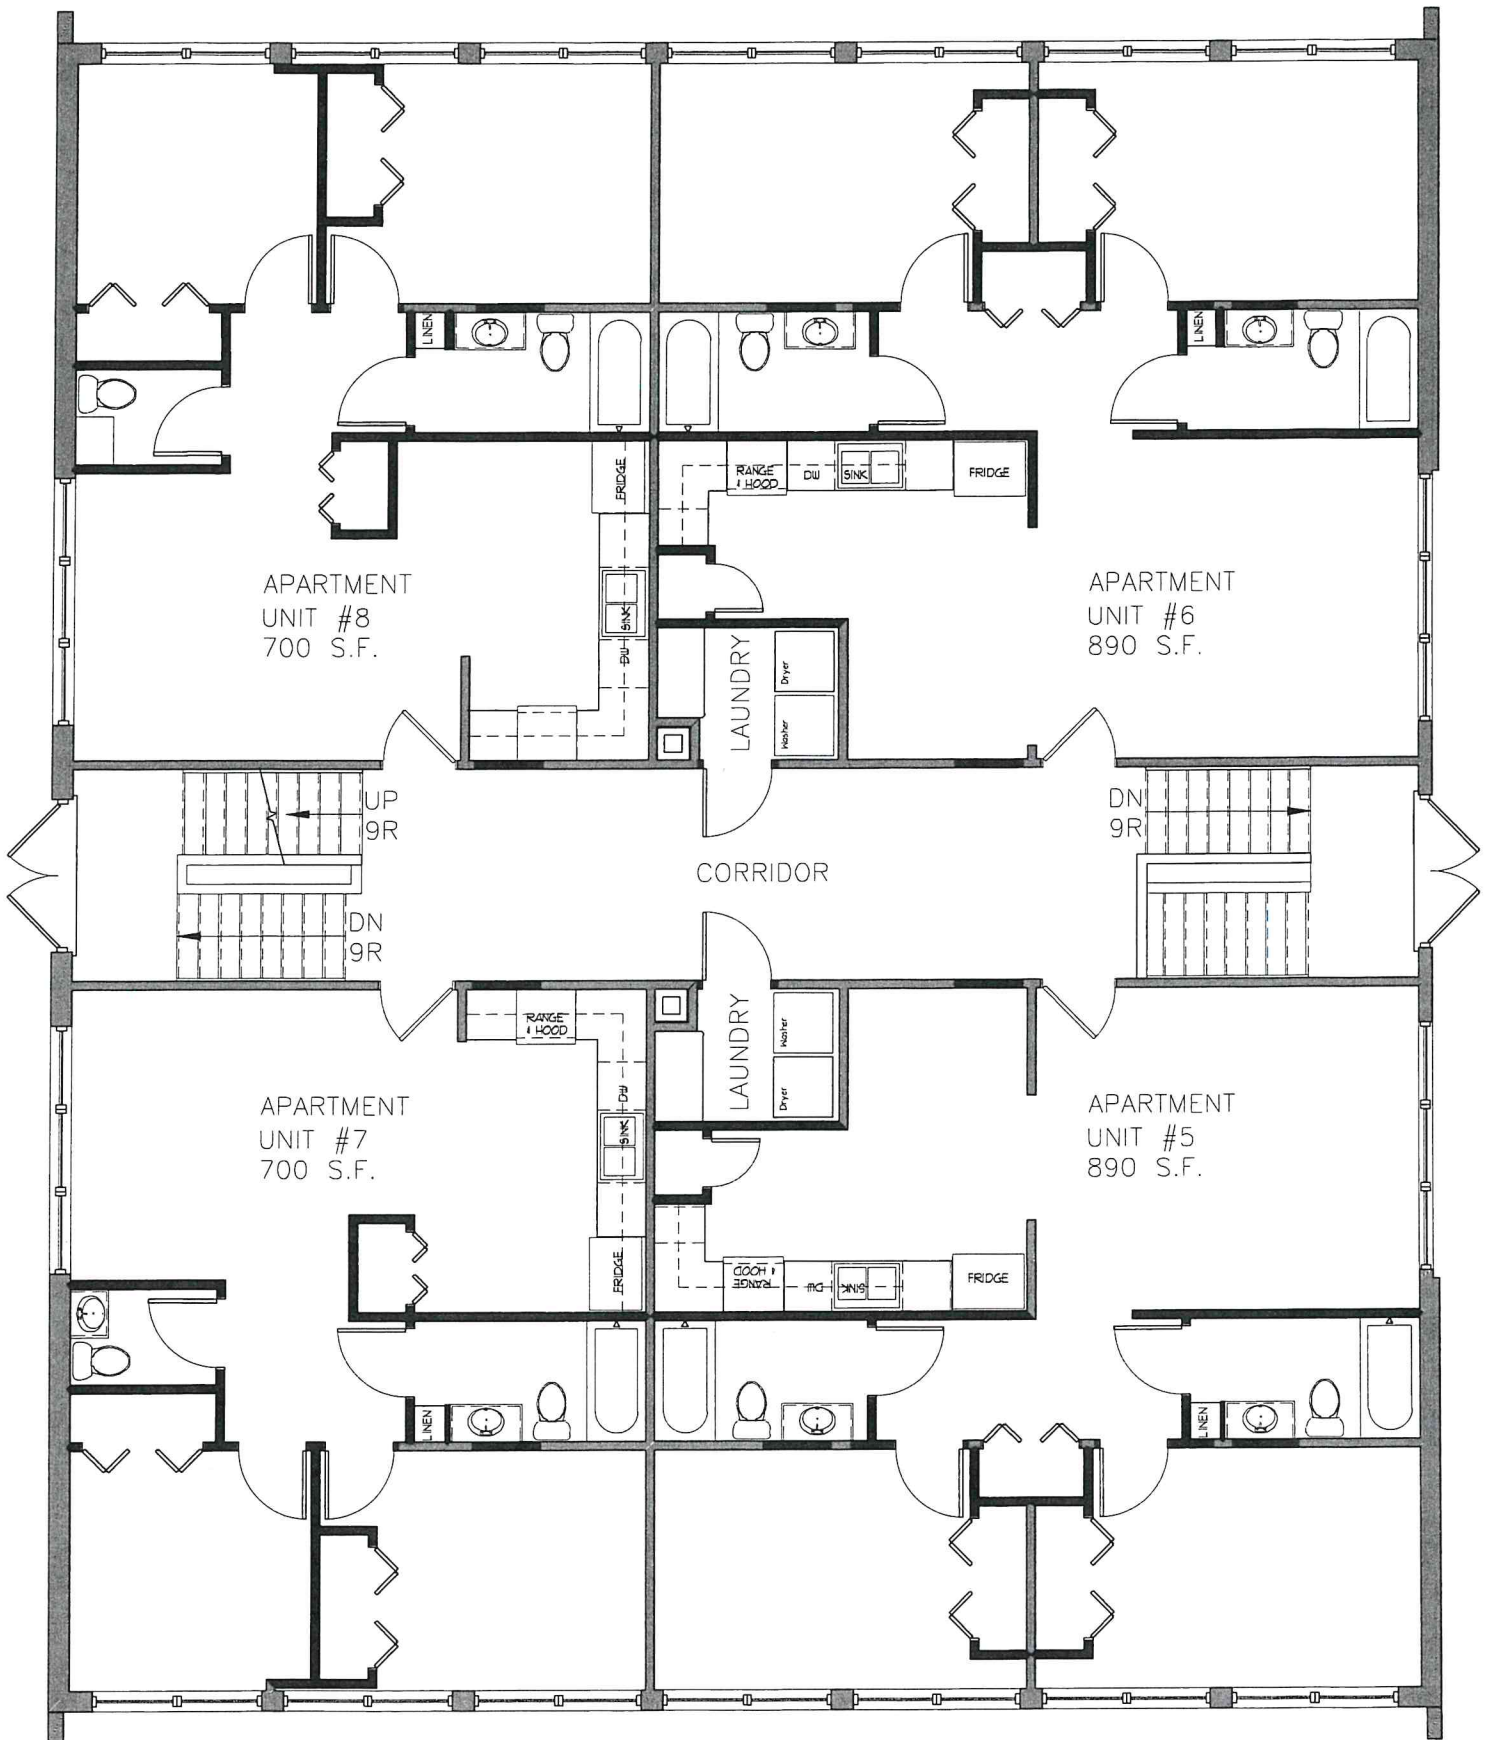 LINEN
LINEN
FRIDGE
RANGE
& HOOD
DW
SINK
FRIDGE
APARTMENT
UNIT #8
700 S.F.
SINK
DW
APARTMENT
UNIT #6
890 S.F.
LAUNDRY
Dryer
Washer
UP
9R
DN
9R
CORRIDOR
DN
9R
RANGE
& HOOD
LAUNDRY
Washer
Dryer
DW
SINK
APARTMENT
UNIT #7
700 S.F.
APARTMENT
UNIT #5
890 S.F.
FRIDGE
RANGE
& HOOD
DW
SINK
FRIDGE
LINEN
LINEN